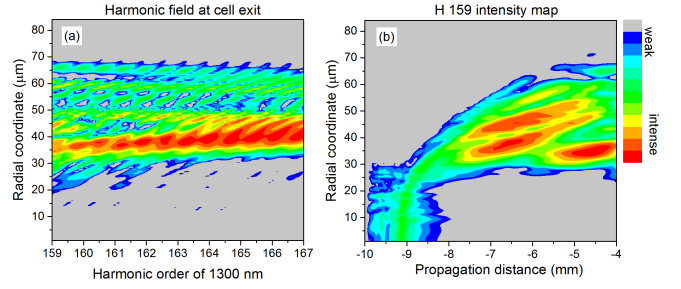 Harmonic field at cell exit
(a)
Radial coordinate (μm)
80
70
60
50
40
30
20
10
159 160 161 162 163 164 165 166 167
Harmonic order of 1300 nm
H 159 intensity map
(b)
Radial coordinate (μm)
80
70
60
50
40
30
20
10
-10 -9 -8 -7 -6 -5 -4
Propagation distance (mm)
weak
intense